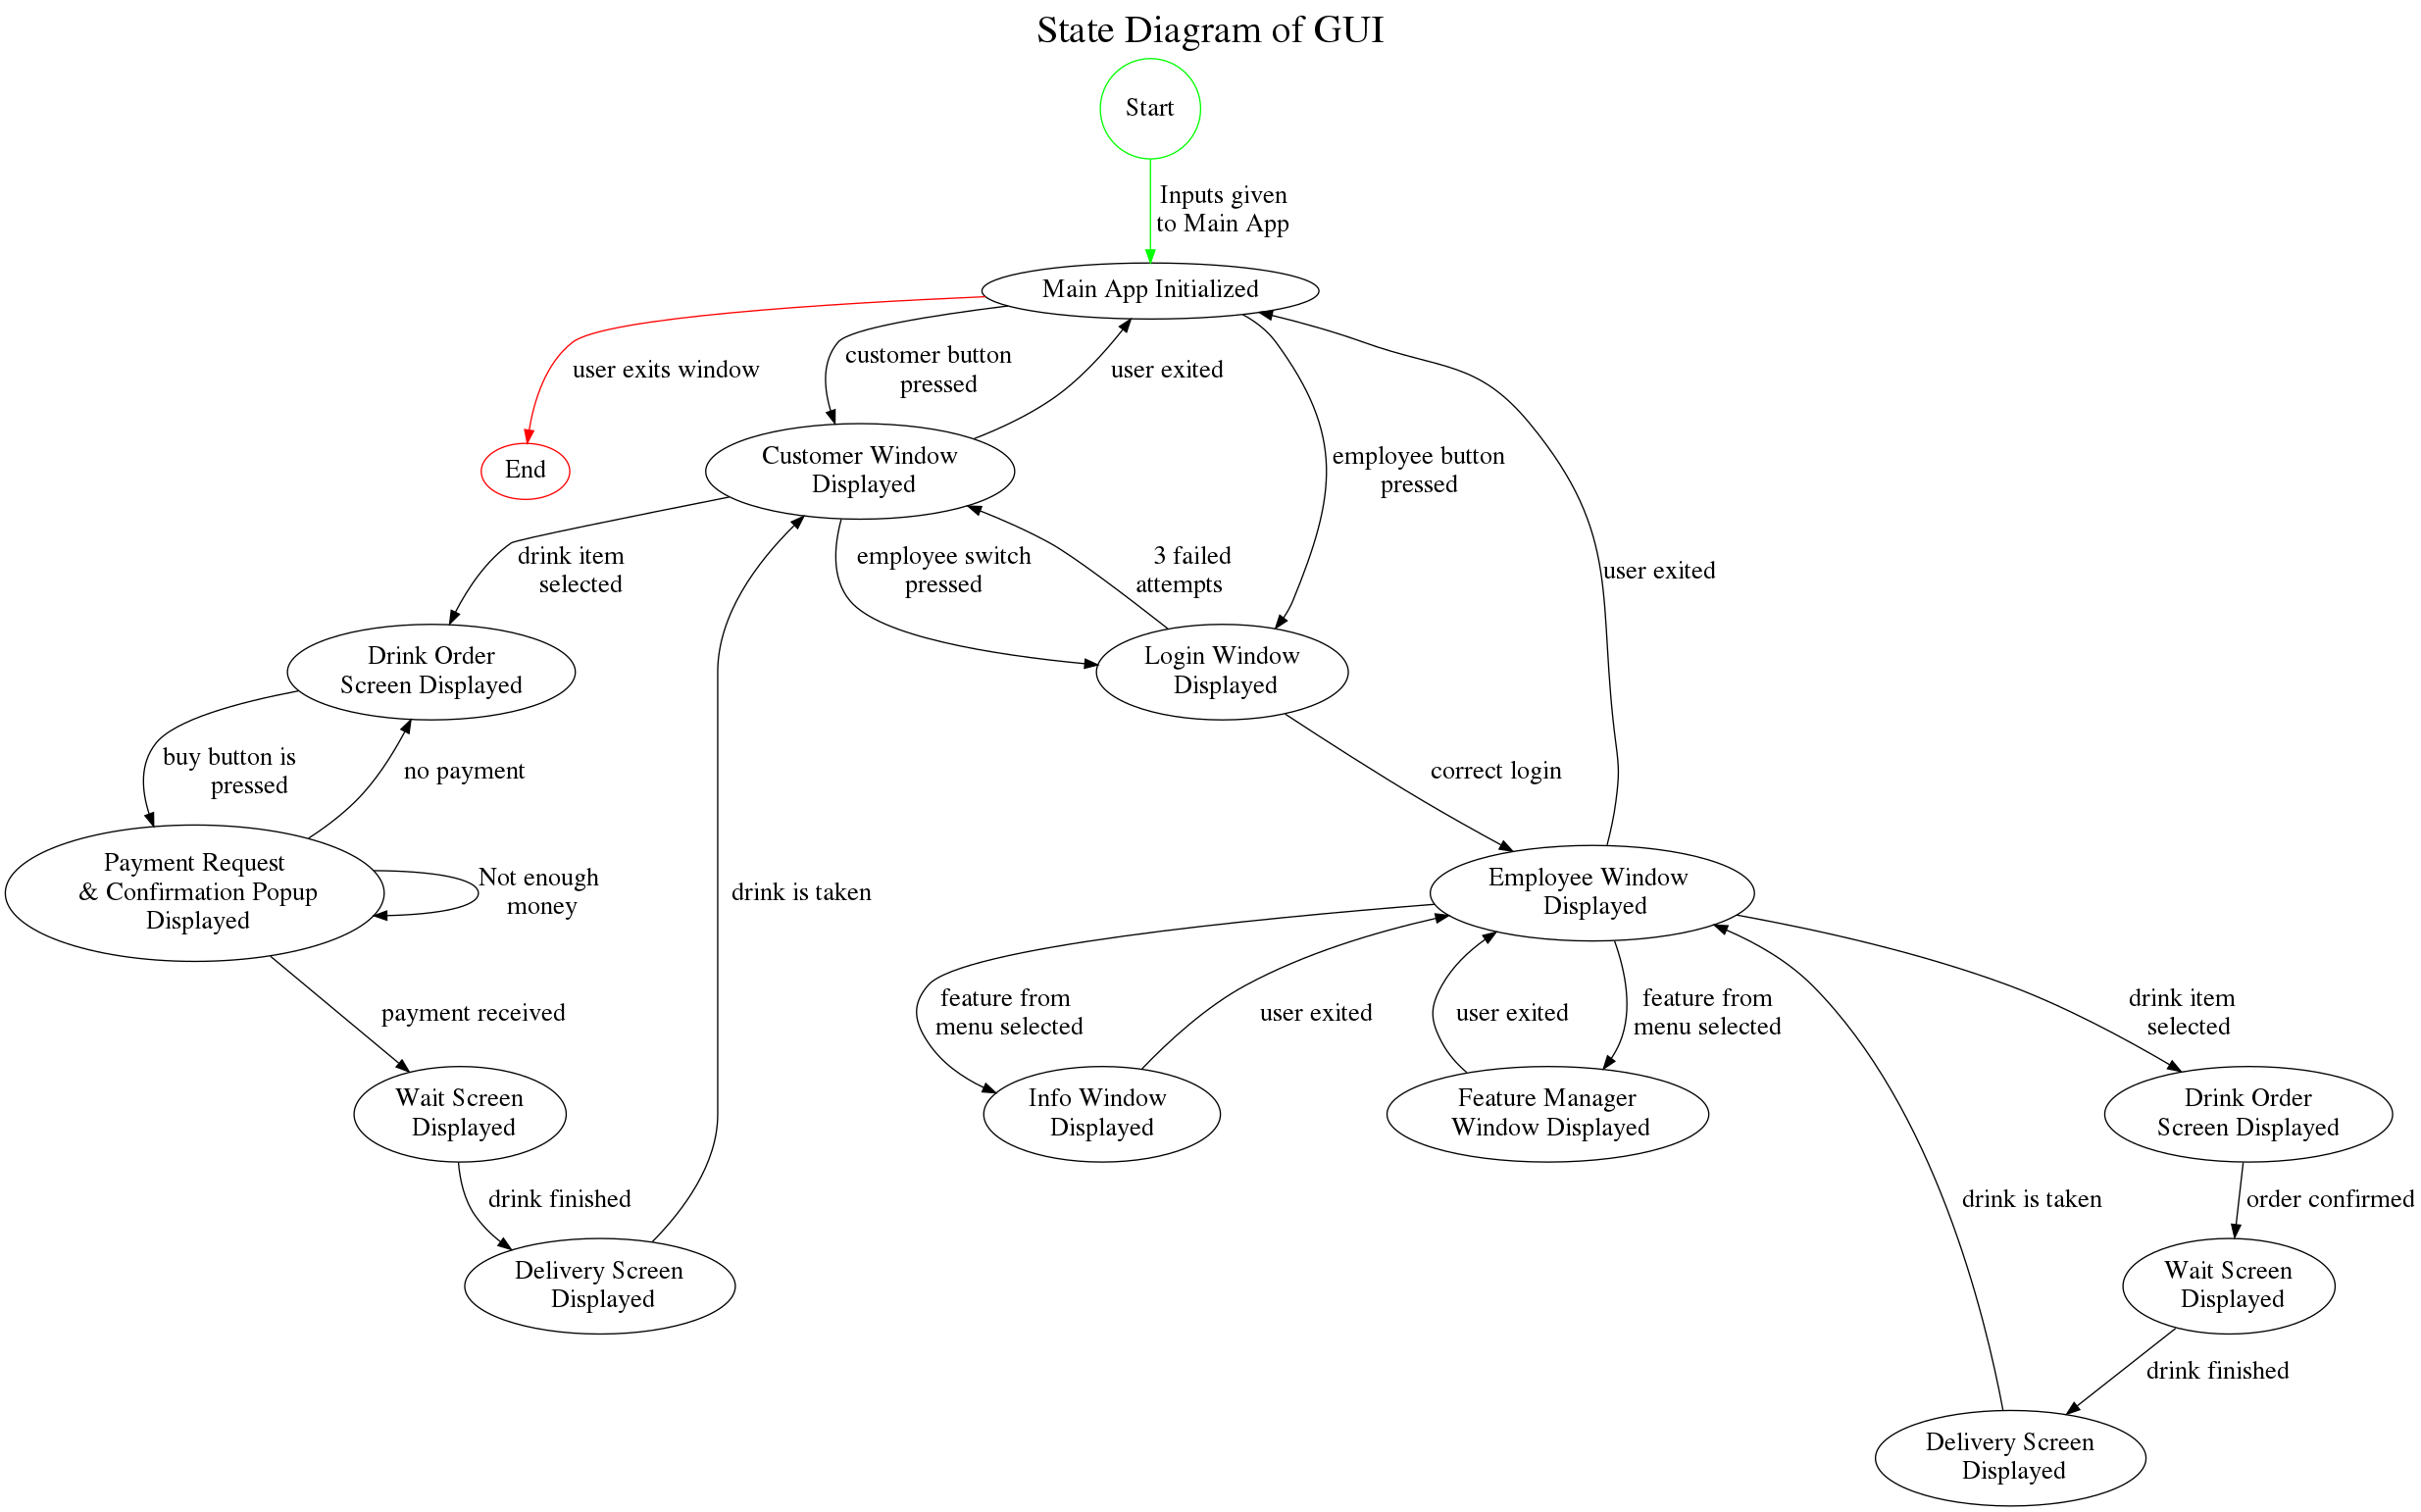 State Diagram of GUI
Start
Inputs given
to Main App
Main App Initialized
user exits window
customer button
pressed
user exited
employee button
pressed
End
Customer Window
Displayed
drink item
selected
employee switch
pressed
3 failed
attempts
user exited
Drink Order
Screen Displayed
Login Window
Displayed
buy button is
pressed
no payment
correct login
Payment Request
& Confirmation Popup
Displayed
Not enough
money
drink is taken
Employee Window
Displayed
payment received
feature from
menu selected
user exited
user exited
feature from
menu selected
drink item
selected
Wait Screen
Displayed
Info Window
Displayed
Feature Manager
Window Displayed
Drink Order
Screen Displayed
drink finished
drink is taken
order confirmed
Delivery Screen
Displayed
Wait Screen
Displayed
drink finished
Delivery Screen
Displayed